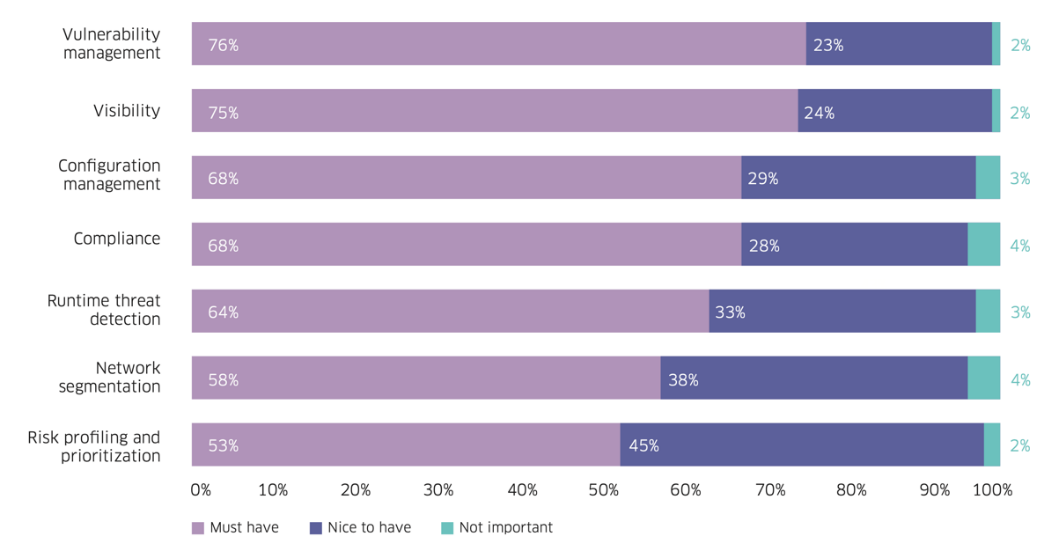 Vulnerability
management
76% 23% 2%
Visibility
75% 24% 2%
Configuration
management
68% 29% 3%
Compliance
68% 28% 4%
Runtime threat
detection
64% 33% 3%
Network
segmentation
58% 38% 4%
Risk profiling and
prioritization
53% 45% 2%
0% 10% 20% 30% 40% 50% 60% 70% 80% 90% 100%
Must have Nice to have Not important